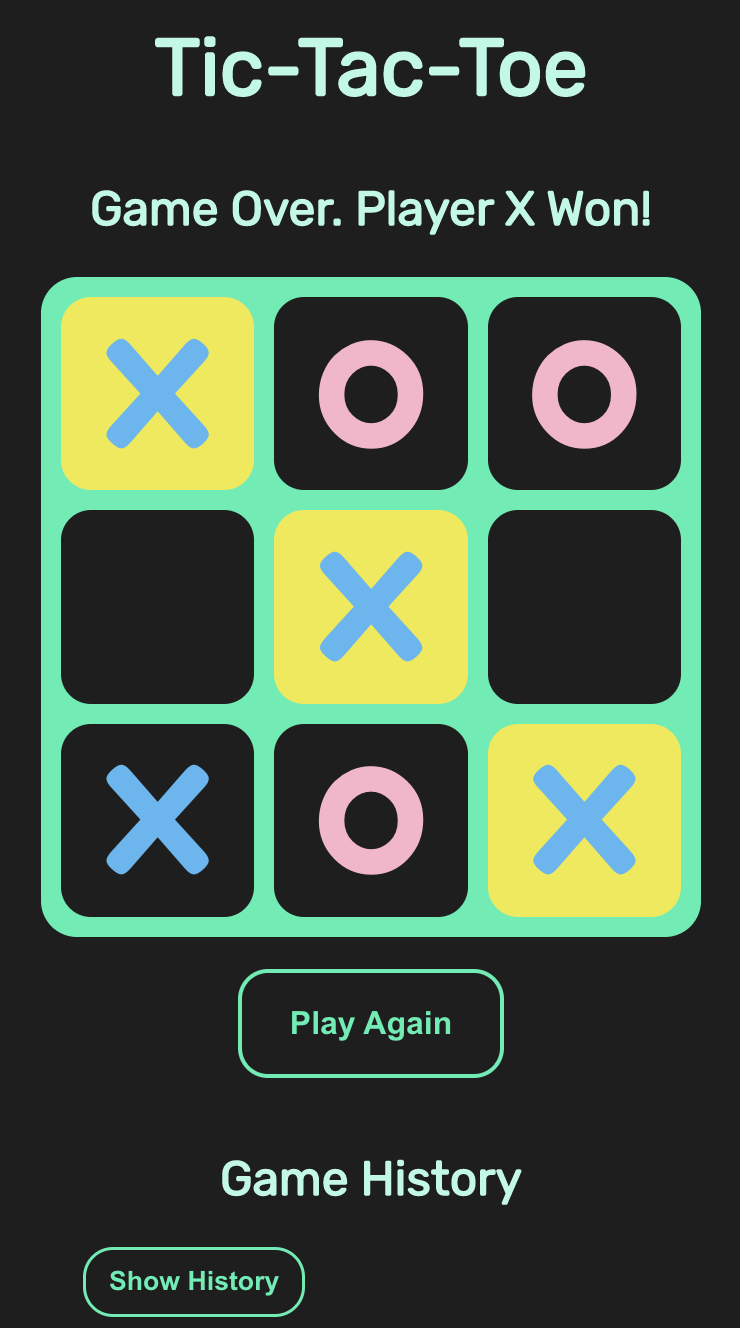 Tic-Tac-Toe
Game Over. Player X Won!
X O O
X
X O X
Play Again
Game History
Show History